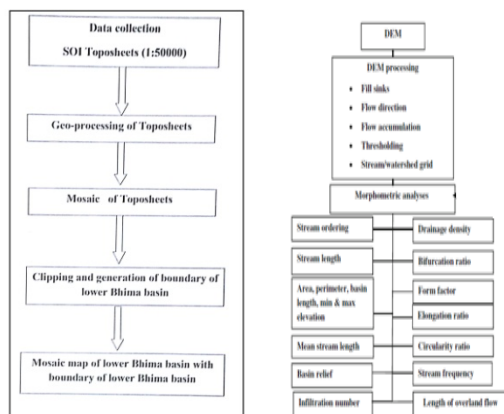 Data collection
SOI Toposheets (1:50000)
Geo-processing of Toposheets
Mosaic of Toposheets
Clipping and generation of boundary of
lower Bhima basin
Mosaic map of lower Bhima basin with
boundary of lower Bhima basin
DEM
DEM processing
• Fill sinks
• Flow direction
• Flow accumulation
• Thresholding
• Stream/watershed grid
Morphometric analyses
Stream ordering
Drainage density
Stream length
Bifurcation ratio
Area, perimeter, basin
length, min & max
elevation
Form factor
Elongation ratio
Mean stream length
Circularity ratio
Basin relief
Stream frequency
Infiltration number
Length of overland flow